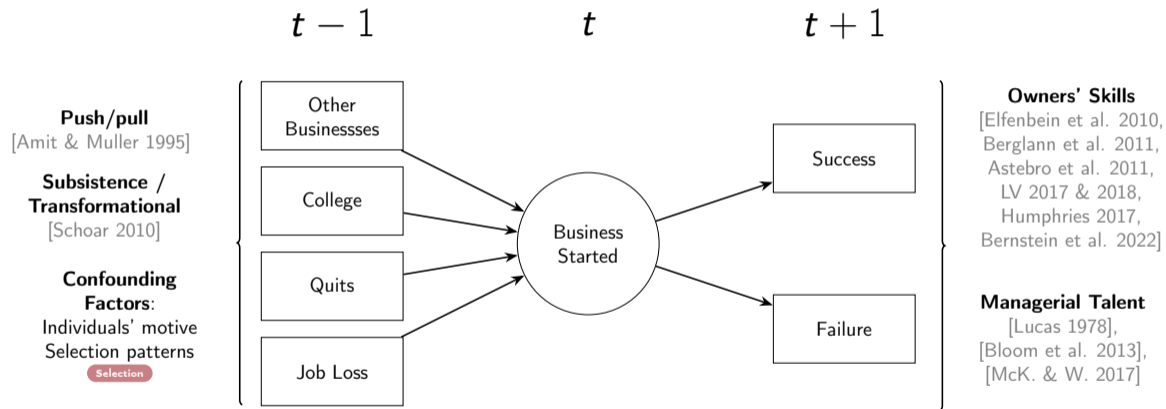 t − 1
t
t + 1
Push/pull
[Amit & Muller 1995]
Subsistence /
Transformational
[Schoar 2010]
Confounding
Factors:
Individuals' motive
Selection patterns
Selection
Other
Businessses
College
Quits
Job Loss
Business
Started
Success
Failure
Owners' Skills
[Elfenbein et al. 2010,
Berglann et al. 2011,
Astebro et al. 2011,
LV 2017 & 2018,
Humphries 2017,
Bernstein et al. 2022]
Managerial Talent
[Lucas 1978],
[Bloom et al. 2013],
[McK. & W. 2017]